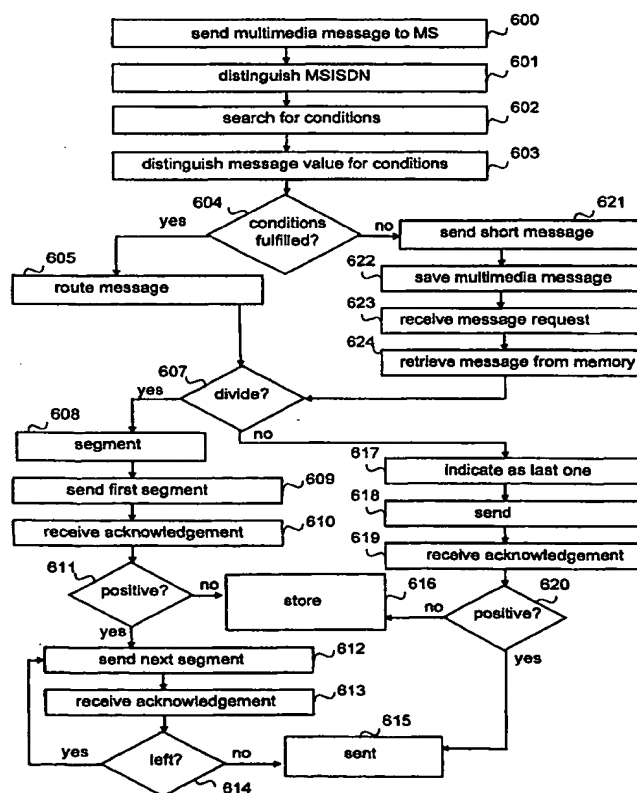 send multimedia message to MS 600
distinguish MSISDN 601
search for conditions 602
distinguish message value for conditions 603
604 conditions fulfilled?
yes
no
605
route message
621
send short message
622
save multimedia message
623
receive message request
624
retrieve message from memory
607
divide?
yes
no
608
segment
send first segment 609
receive acknowledgement 610
611
positive?
no
yes
store 616
617
indicate as last one
618
send
619
receive acknowledgement
620
positive?
no
yes
send next segment 612
receive acknowledgement 613
left?
yes
no
614
sent 615